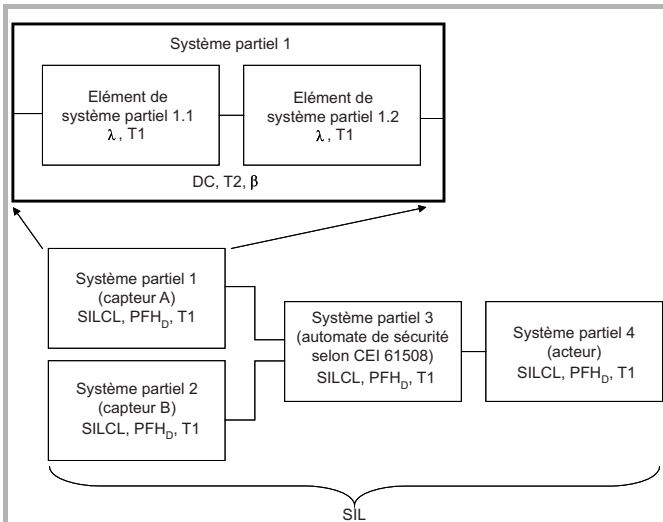 Système partiel 1
Elément de
système partiel 1.1
λ , T1
Elément de
système partiel 1.2
λ , T1
DC, T2, β
Système partiel 1
(capteur A)
SILCL, PFHD, T1
Système partiel 2
(capteur B)
SILCL, PFHD, T1
Système partiel 3
(automate de sécurité
selon CEI 61508)
SILCL, PFHD, T1
Système partiel 4
(acteur)
SILCL, PFHD, T1
SIL